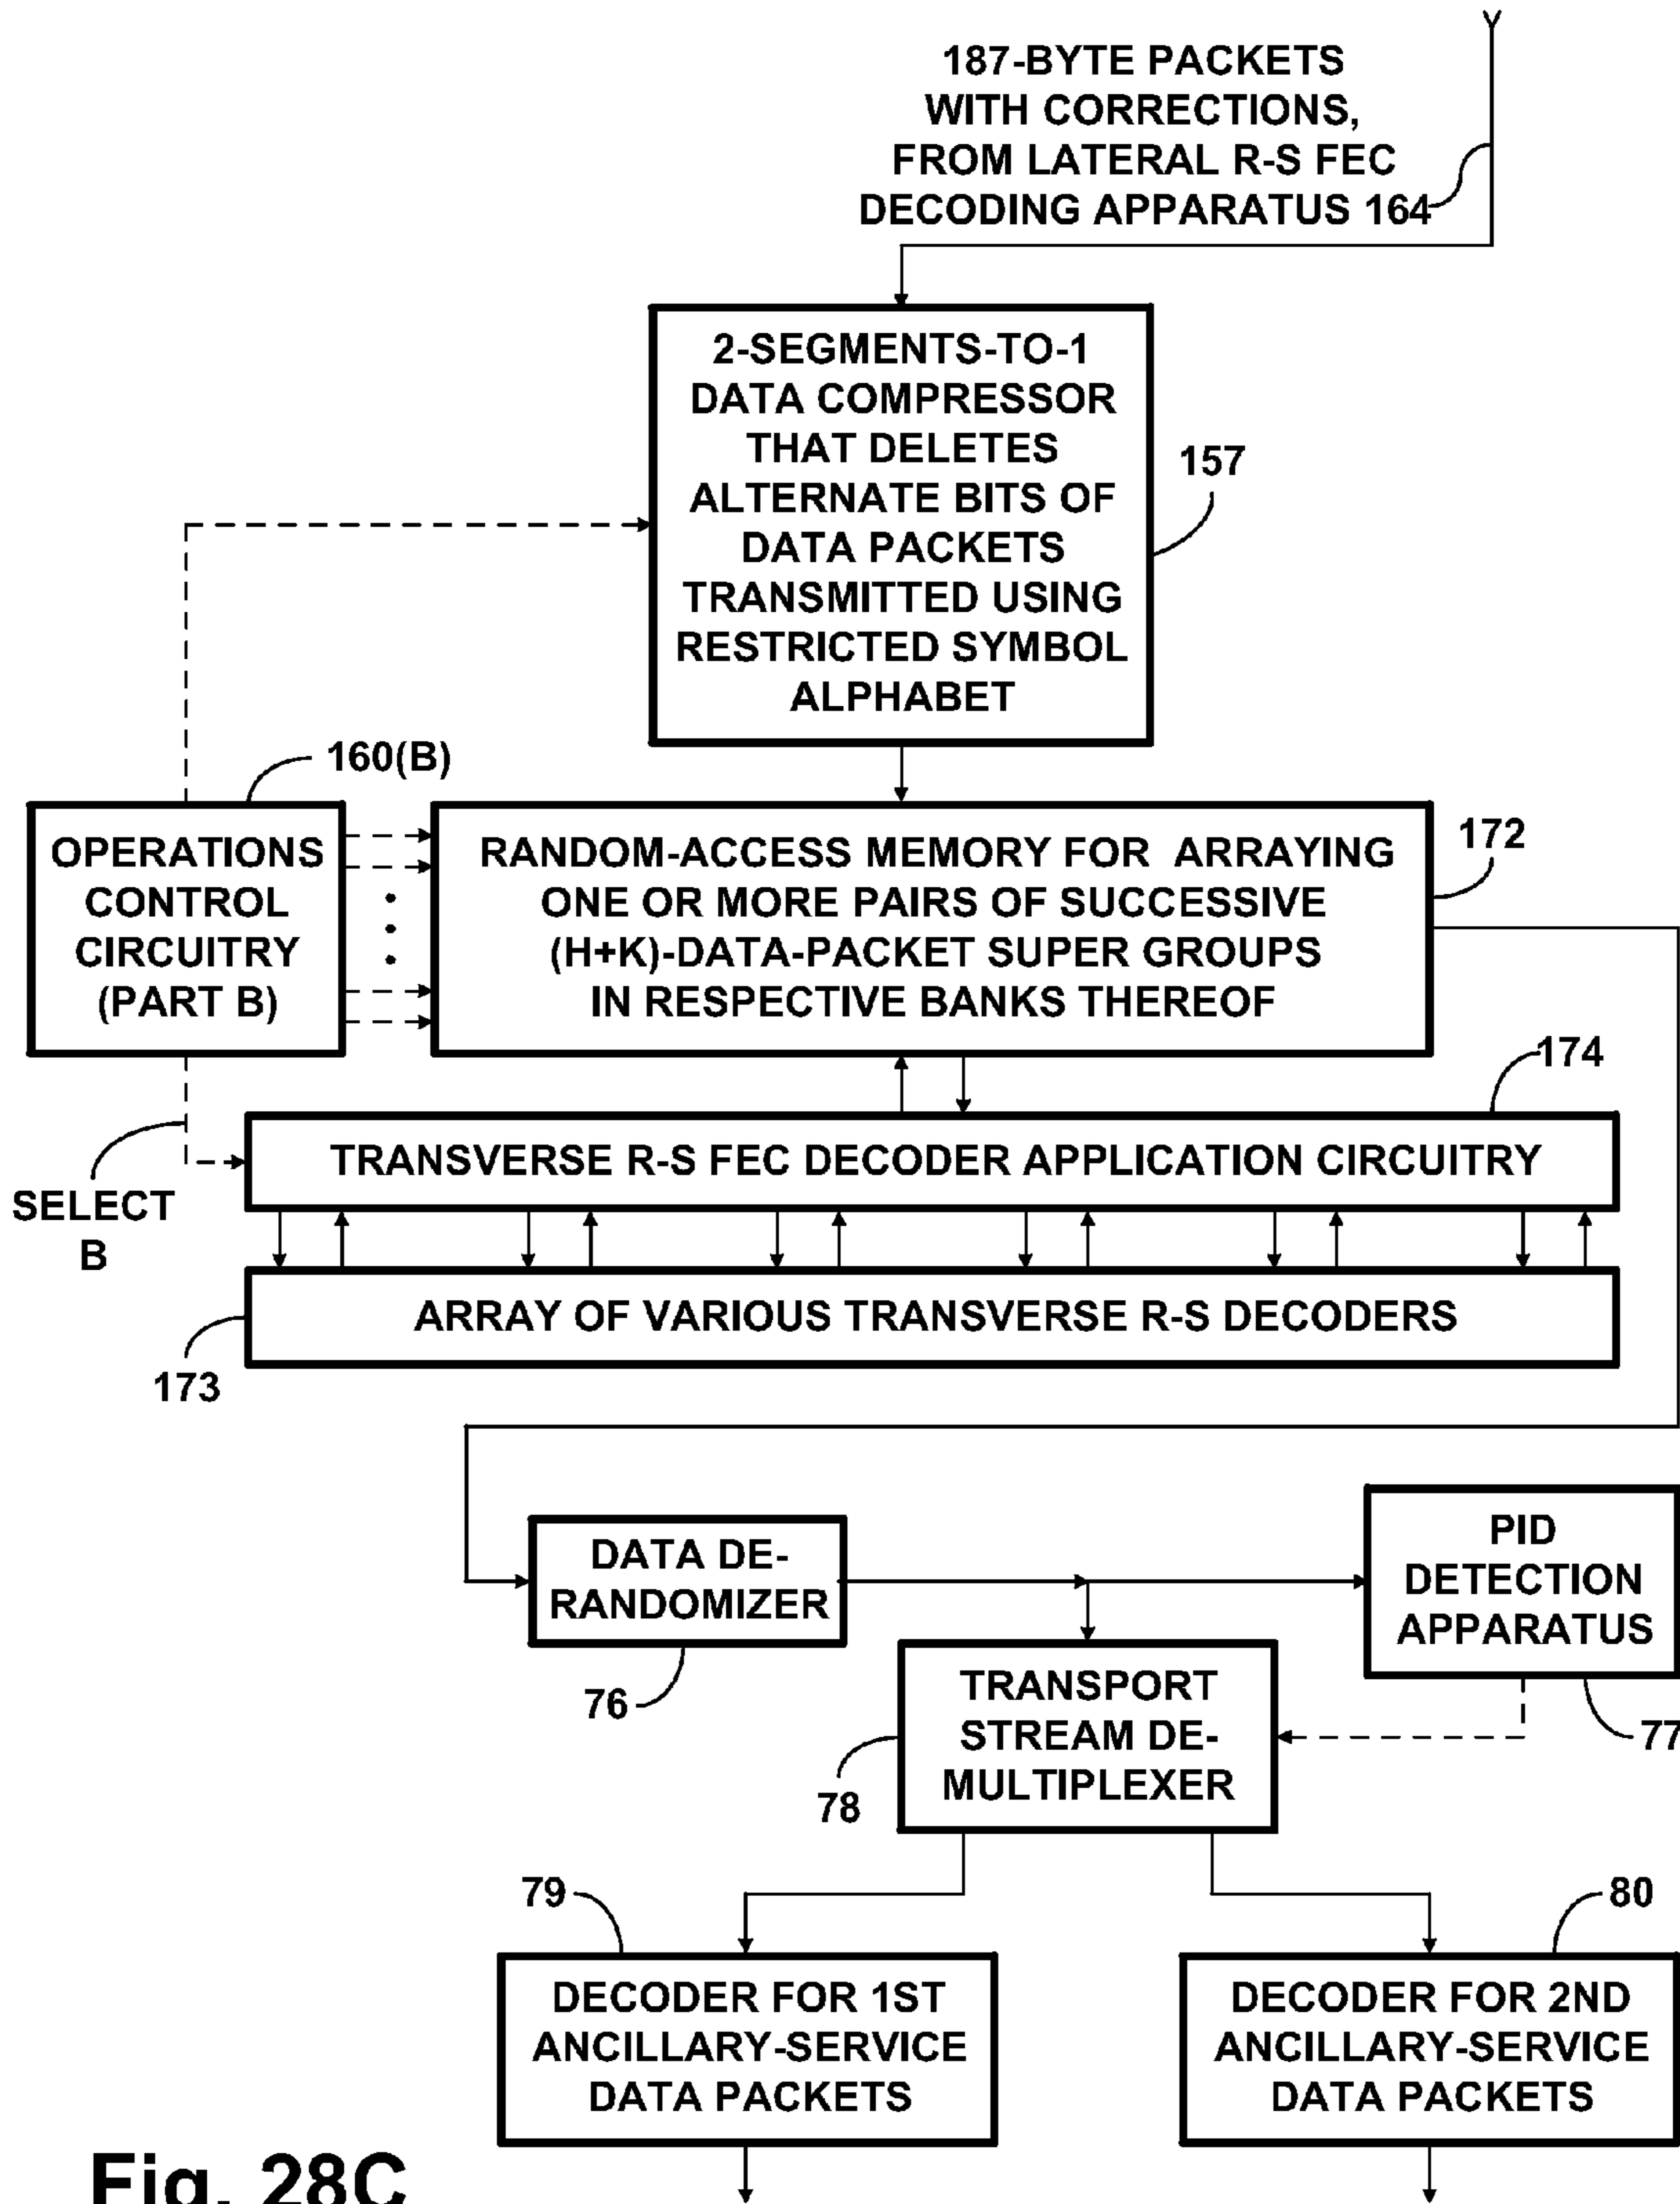 187-BYTE PACKETS
WITH CORRECTIONS,
FROM LATERAL R-S FEC
DECODING APPARATUS 164
2-SEGMENTS-TO-1
DATA COMPRESSOR
THAT DELETES
ALTERNATE BITS OF
DATA PACKETS
TRANSMITTED USING
RESTRICTED SYMBOL
ALPHABET
157
160(B)
OPERATIONS
CONTROL
CIRCUITRY
(PART B)
RANDOM-ACCESS MEMORY FOR ARRAYING
ONE OR MORE PAIRS OF SUCCESSIVE
(H+K)-DATA-PACKET SUPER GROUPS
IN RESPECTIVE BANKS THEREOF
172
174
TRANSVERSE R-S FEC DECODER APPLICATION CIRCUITRY
SELECT
B
ARRAY OF VARIOUS TRANSVERSE R-S DECODERS
173
DATA DE-
RANDOMIZER
76
PID
DETECTION
APPARATUS
77
TRANSPORT
STREAM DE-
MULTIPLEXER
78
79
80
DECODER FOR 1ST
ANCILLARY-SERVICE
DATA PACKETS
DECODER FOR 2ND
ANCILLARY-SERVICE
DATA PACKETS
Fig. 28C